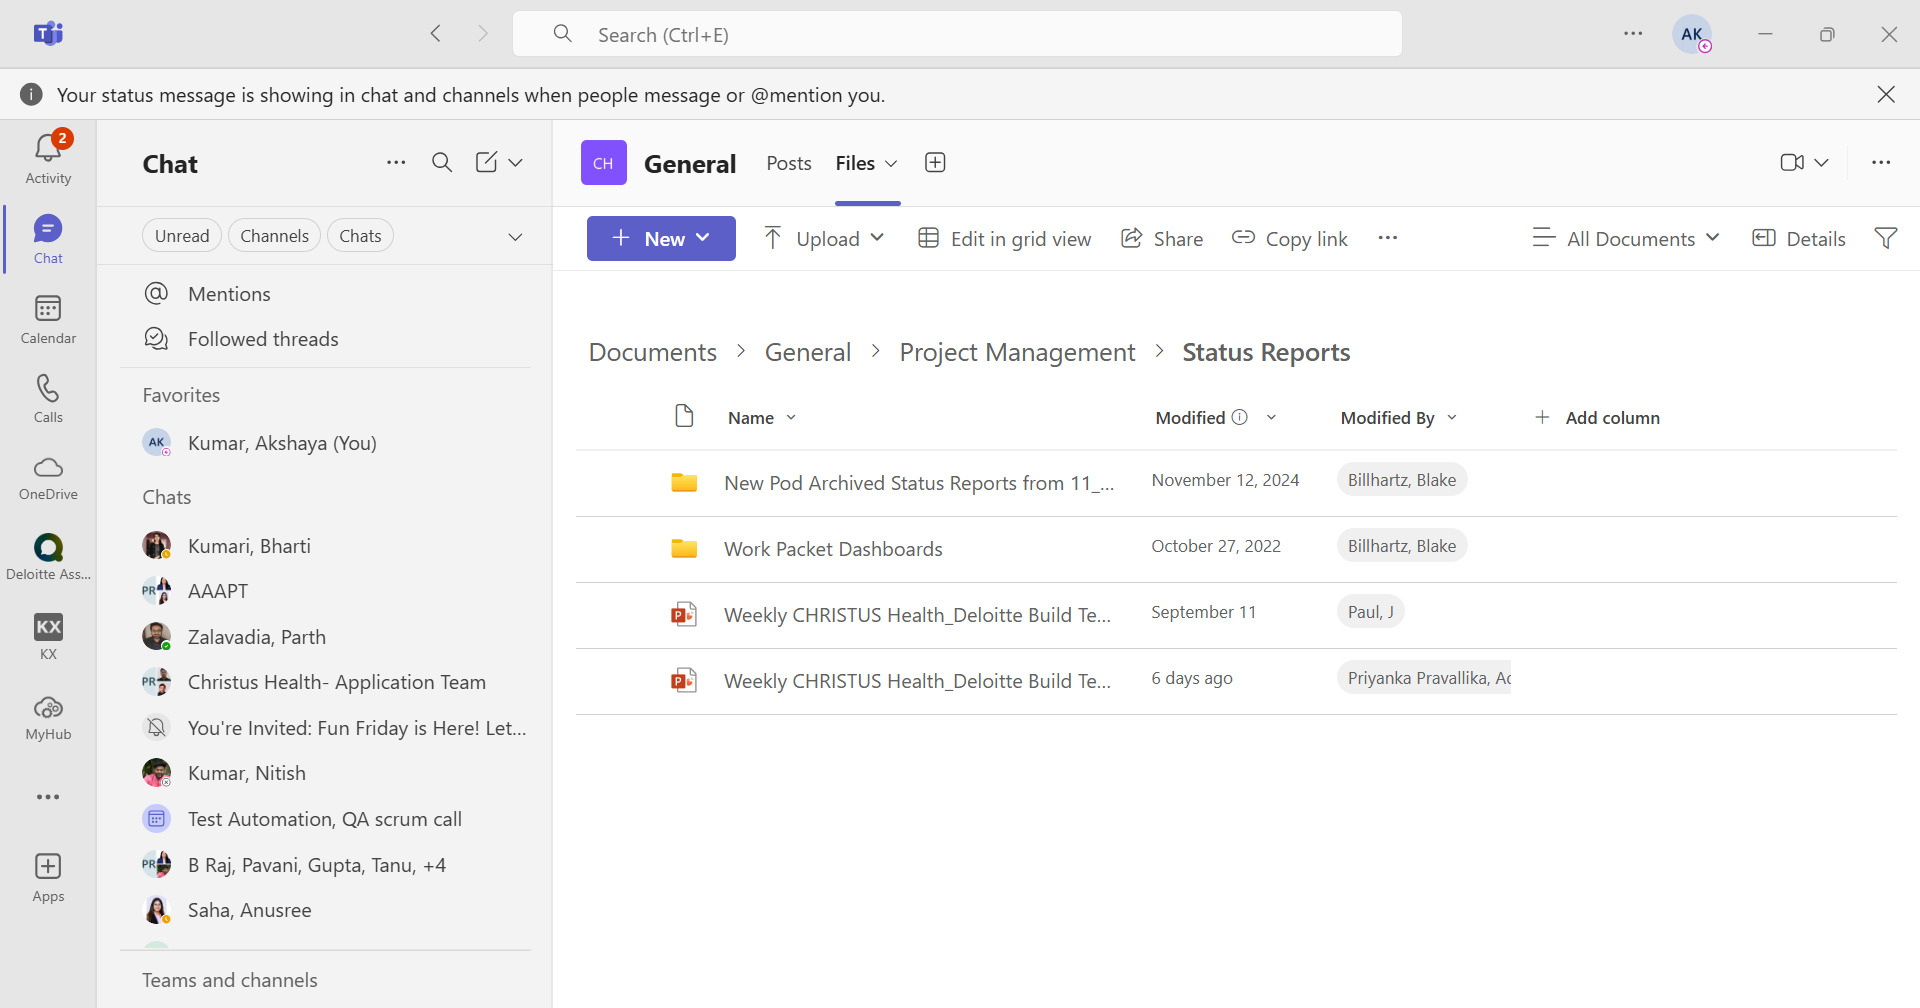 Search (Ctrl+E)
AK
Your status message is showing in chat and channels when people message or @mention you.
2
Activity
Chat
Calendar
Calls
OneDrive
Deloitte Ass...
KX
KX
MyHub
Apps
Chat
Unread
Channels
Chats
Mentions
Followed threads
Favorites
AK
Kumar, Akshaya (You)
Chats
Kumari, Bharti
PR
AAAPT
Zalavadia, Parth
PR
Christus Health- Application Team
You're Invited: Fun Friday is Here! Let...
Kumar, Nitish
Test Automation, QA scrum call
PR
B Raj, Pavani, Gupta, Tanu, +4
Saha, Anusree
Teams and channels
CH
General
Posts
Files
New
Upload
Edit in grid view
Share
Copy link
All Documents
Details
Documents > General > Project Management > Status Reports
Name
Modified
Modified By
Add column
New Pod Archived Status Reports from 11_...
November 12, 2024
Billhartz, Blake
Work Packet Dashboards
October 27, 2022
Billhartz, Blake
Weekly CHRISTUS Health_Deloitte Build Te...
September 11
Paul, J
Weekly CHRISTUS Health_Deloitte Build Te...
6 days ago
Priyanka Pravallika,